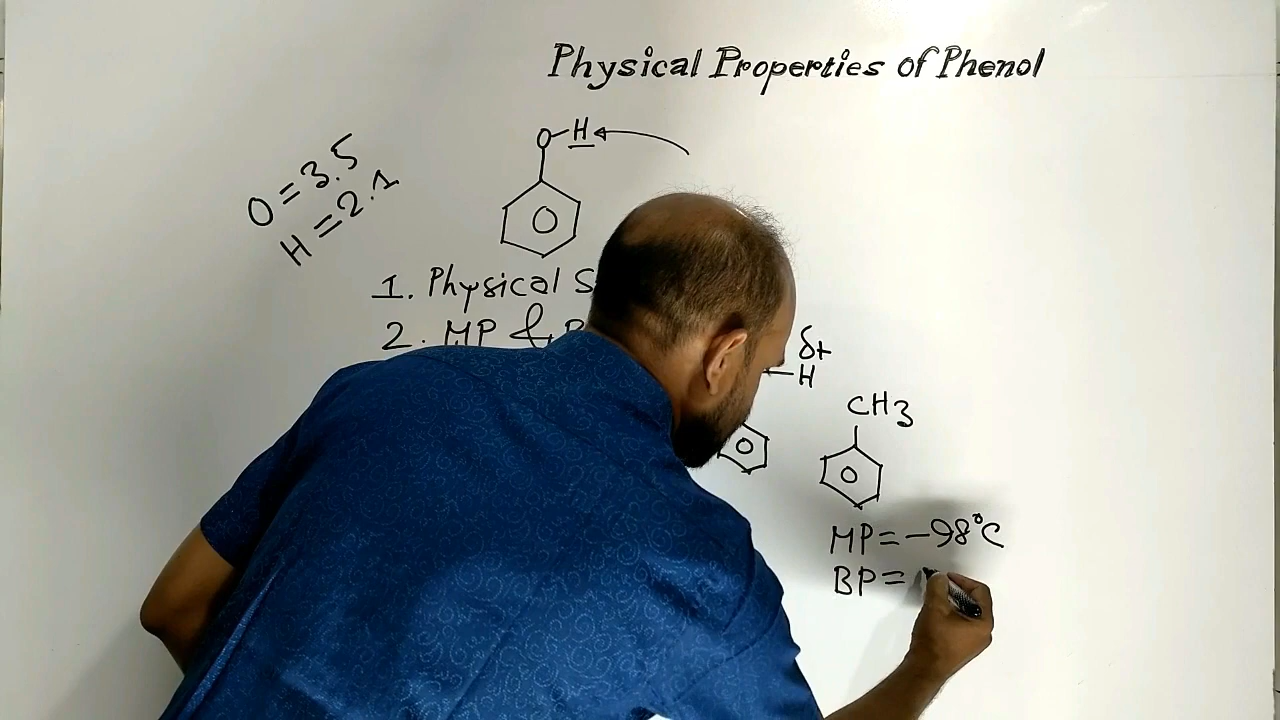 Physical Properties of Phenol
O-H
O = 3.5
H = 2.1
1. Physical S
2. MP &
δ+
-H
CH3
MP = -98°C
BP =